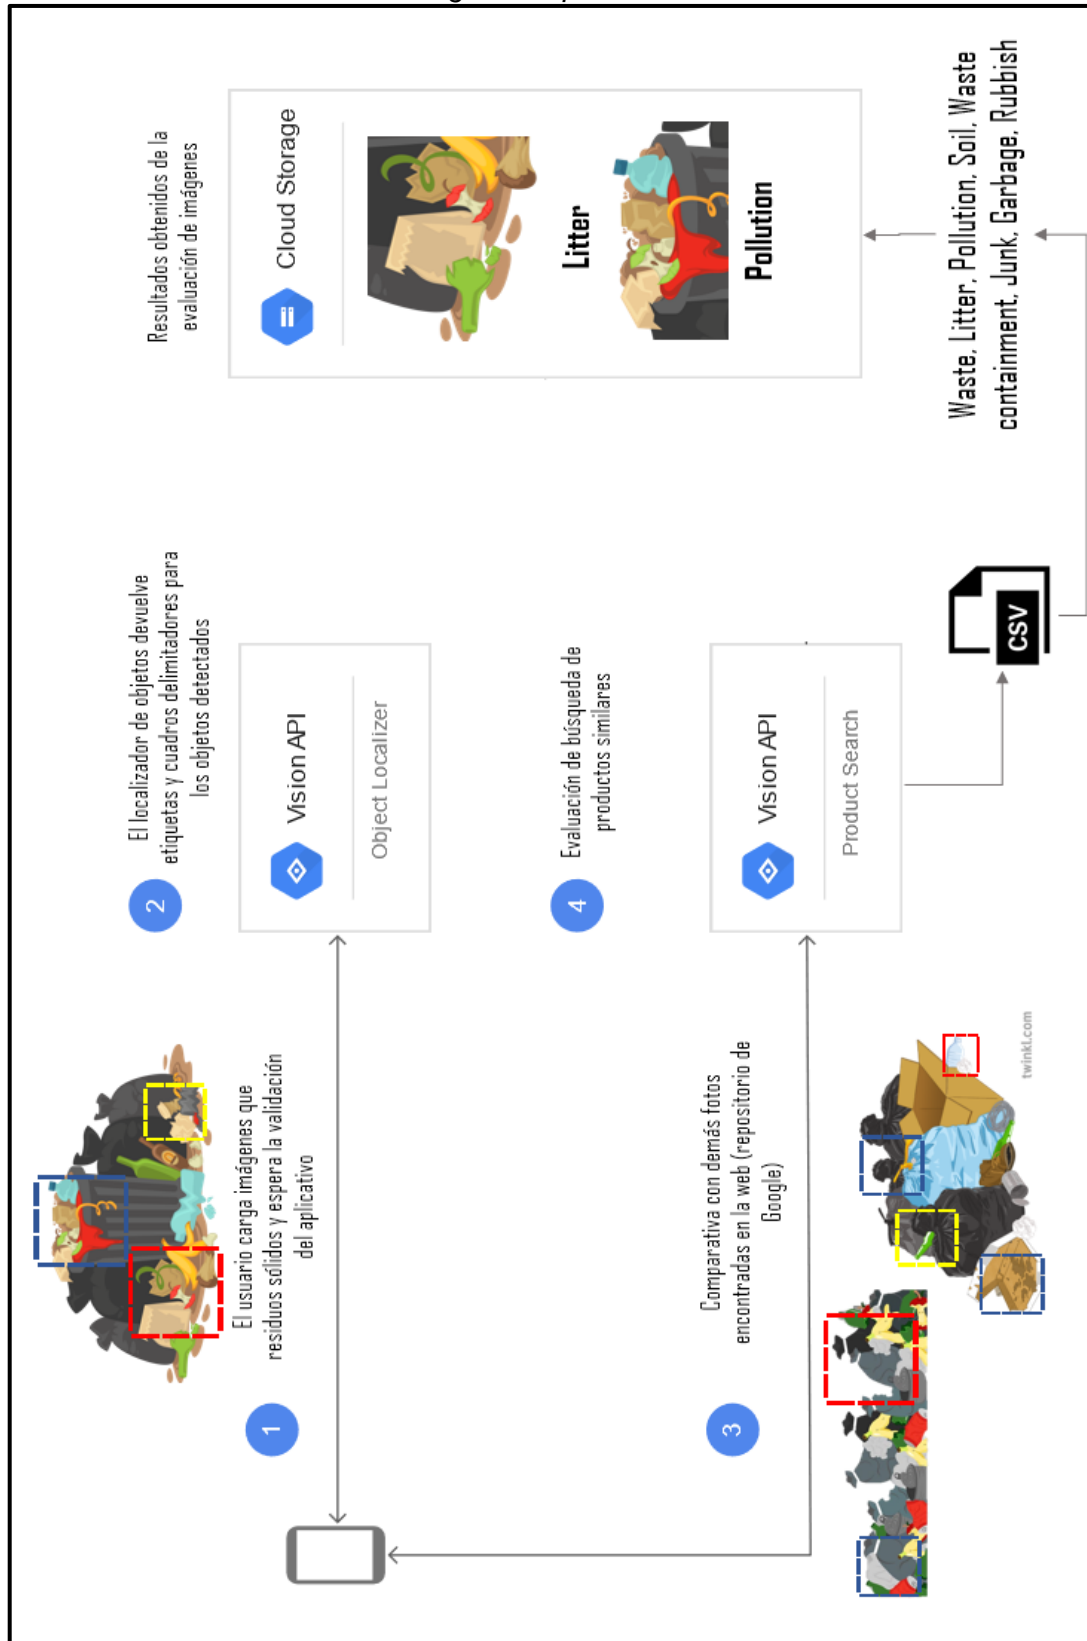 1
El usuario carga imágenes que
residuos sólidos y espera la validación
del aplicativo
2
El localizador de objetos devuelve
etiquetas y cuadros delimitadores para
los objetos detectados
Vision API
Object Localizer
Resultados obtenidos de la
evaluación de imágenes
Cloud Storage
Litter
Pollution
3
Comparativa con demás fotos
encontradas en la web (repositorio de
Google)
4
Evaluación de búsqueda de
productos similares
Vision API
Product Search
CSV
Waste, Litter, Pollution, Soil, Waste
containment, Junk, Garbage, Rubbish
twinkl.com